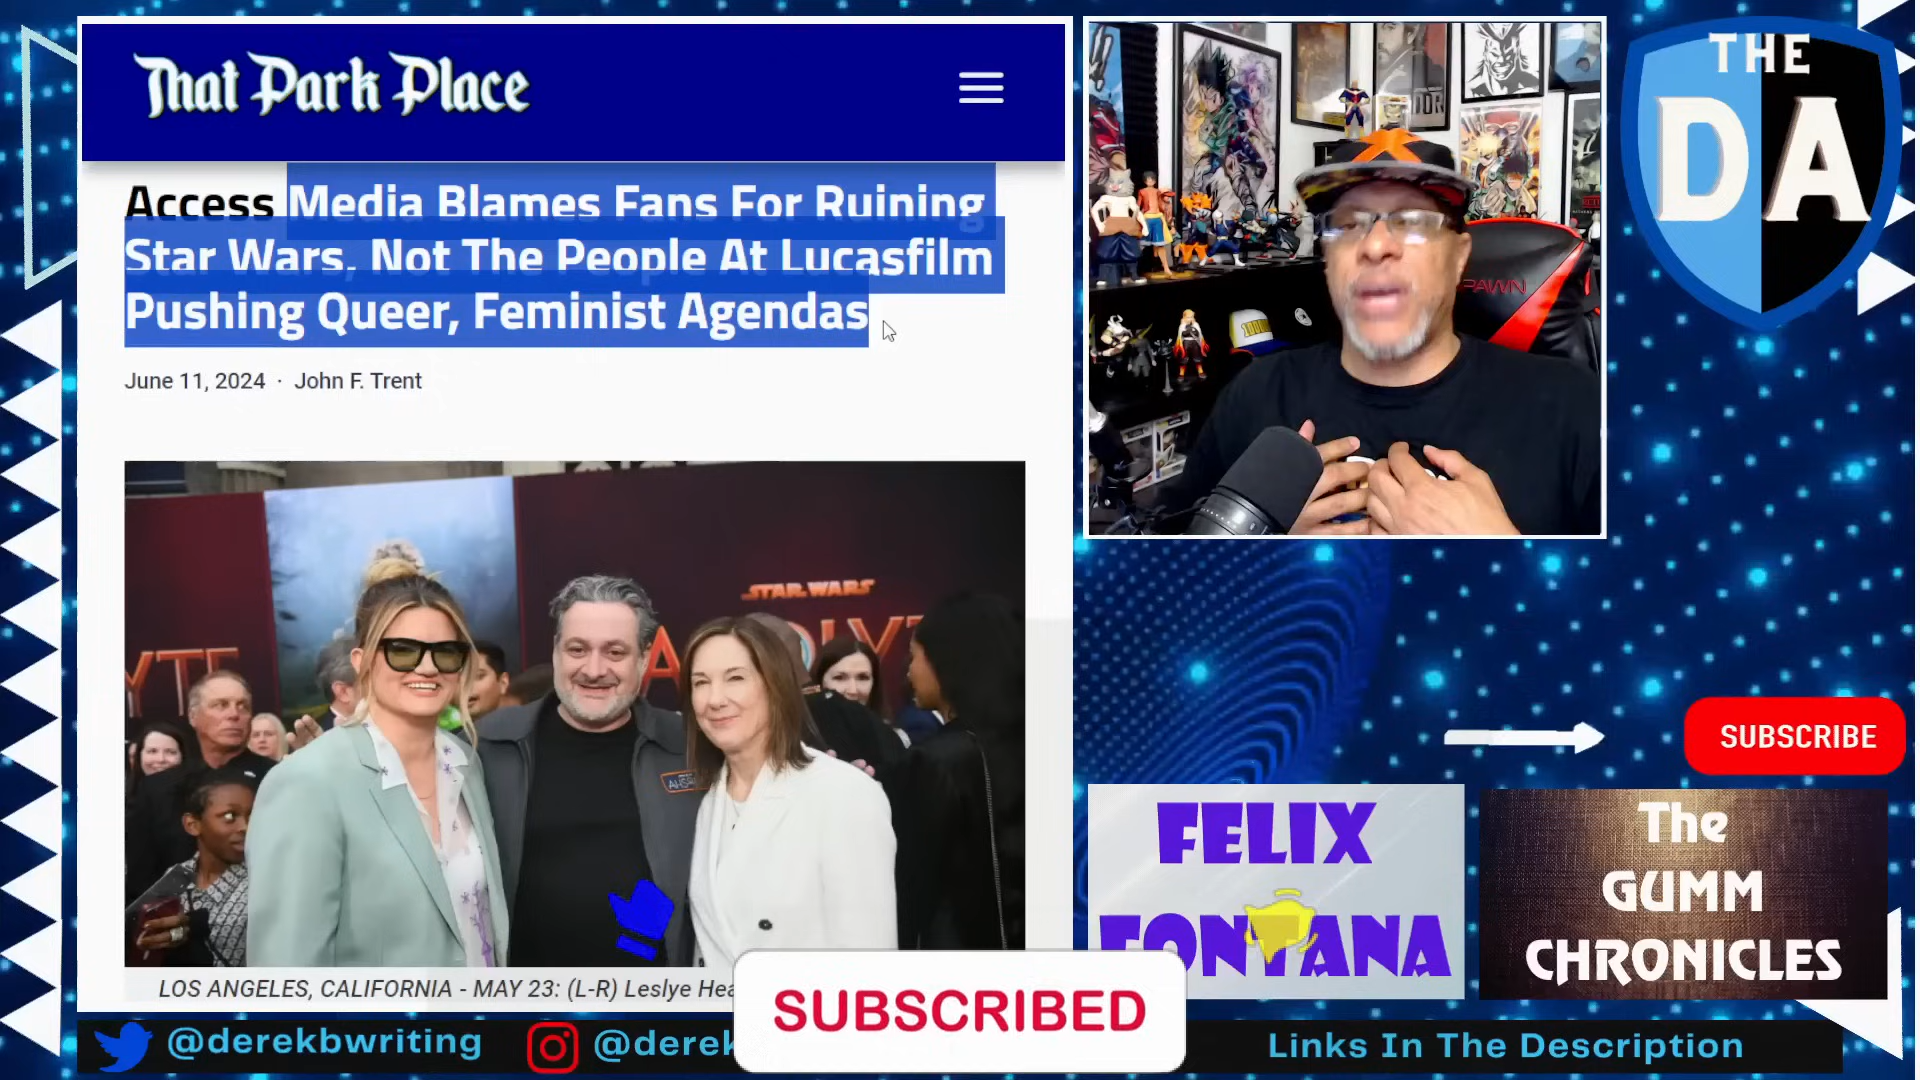 That Park Place
Access Media Blames Fans For Ruining
Star Wars, Not The People At Lucasfilm
Pushing Queer, Feminist Agendas
June 11, 2024 · John F. Trent
STAR WARS
LOS ANGELES, CALIFORNIA - MAY 23: (L-R) Leslye
@derekbwriting
SUBSCRIBED
Links In The Description
THE
DA
SUBSCRIBE
FELIX
FONTANA
The
GUMM
CHRONICLES